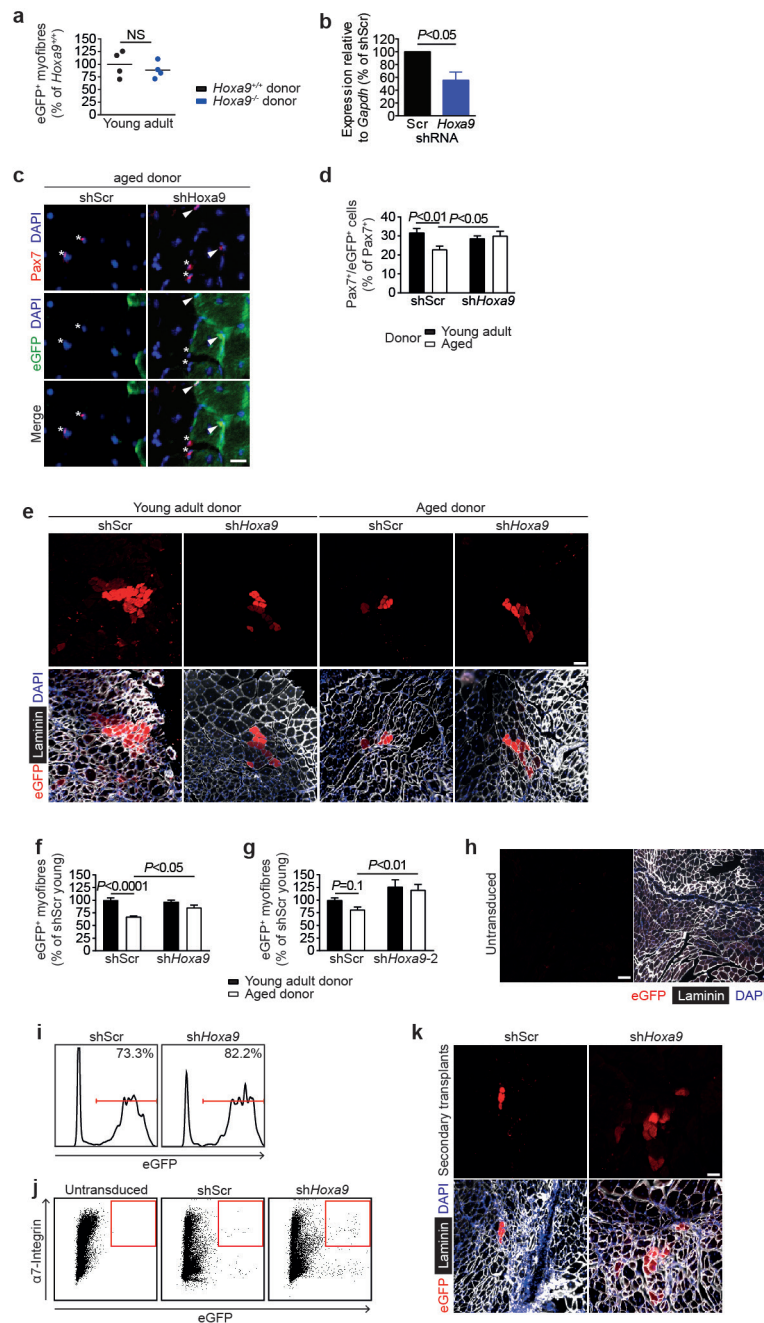 a
eGFP+ myofibres
(% of Hoxa9+/+)
150
125
100
75
50
25
0
NS
Young adult
Hoxa9+/+ donor
Hoxa9-/- donor
b
Expression relative
to Gapdh (% of shScr)
120
100
80
60
40
20
0
P<0.05
Scr Hoxa9
shRNA
c
aged donor
shScr shHoxa9
Pax7 DAPI
eGFP DAPI
Merge
* * * *
* * * *
* * * *
d
Pax7+/eGFP+ cells
(% of Pax7+)
40
30
20
10
0
P<0.01 P<0.05
shScr shHoxa9
Donor
Young adult
Aged
e
Young adult donor Aged donor
shScr shHoxa9 shScr shHoxa9
eGFP Laminin DAPI
f
eGFP+ myofibres
(% of shScr young)
150
125
100
75
50
25
0
P<0.05
P<0.0001
shScr shHoxa9
g
eGFP+ myofibres
(% of shScr young)
150
125
100
75
50
25
0
P<0.01
P=0.1
shScr shHoxa9-2
Young adult donor
Aged donor
h
Untransduced
eGFP Laminin DAPI
i
shScr shHoxa9
73.3% 82.2%
eGFP
j
Untransduced shScr shHoxa9
α7-Integrin
eGFP
k
shScr shHoxa9
Secondary transplants
eGFP Laminin DAPI